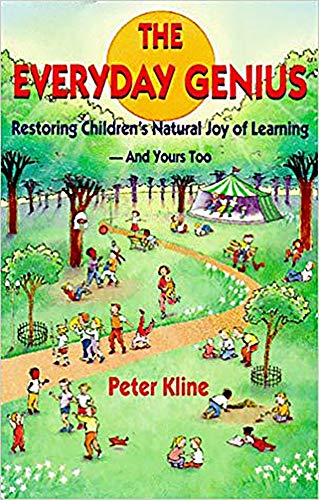 THE
EVERYDAY GENIUS
Restoring Children's Natural Joy of Learning
—And Yours Too
Peter Kline